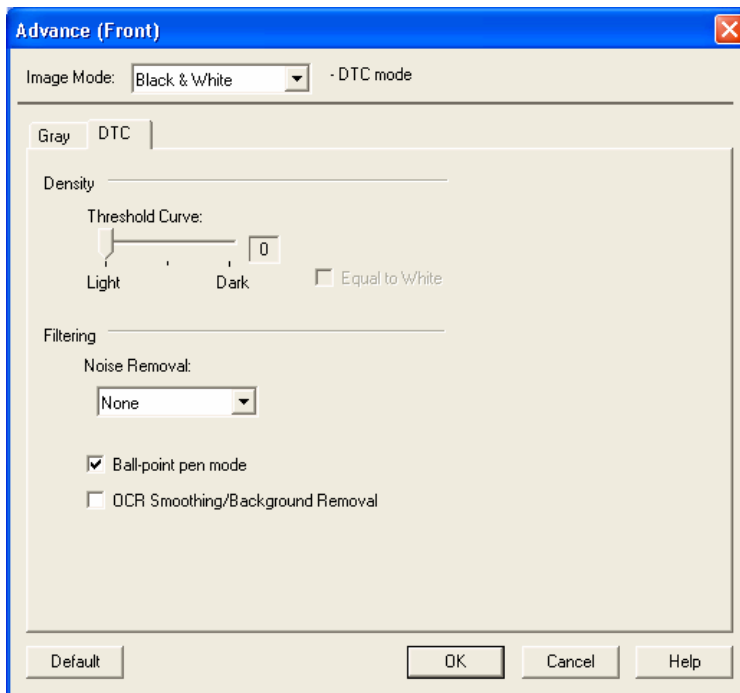 Advance (Front)
Image Mode: Black & White - DTC mode
Gray DTC
Density
Threshold Curve:
0
Light Dark Equal to White
Filtering
Noise Removal:
None
Ball-point pen mode
OCR Smoothing/Background Removal
Default OK Cancel Help